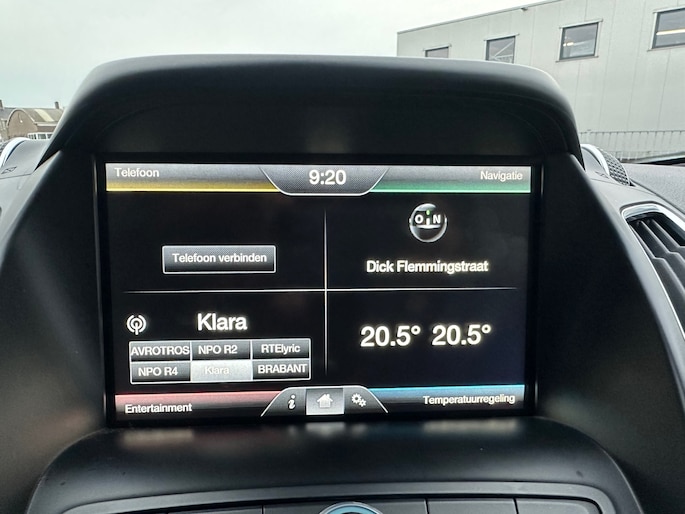 Telefoon
9:20
Navigatie
O N
Telefoon verbinden
Dick Flemmingstraat
Klara
20.5° 20.5°
AVROTROS NPO R2 RTElyric
NPO R4 Klara BRABANT
Entertainment
i
Temperatuurregeling